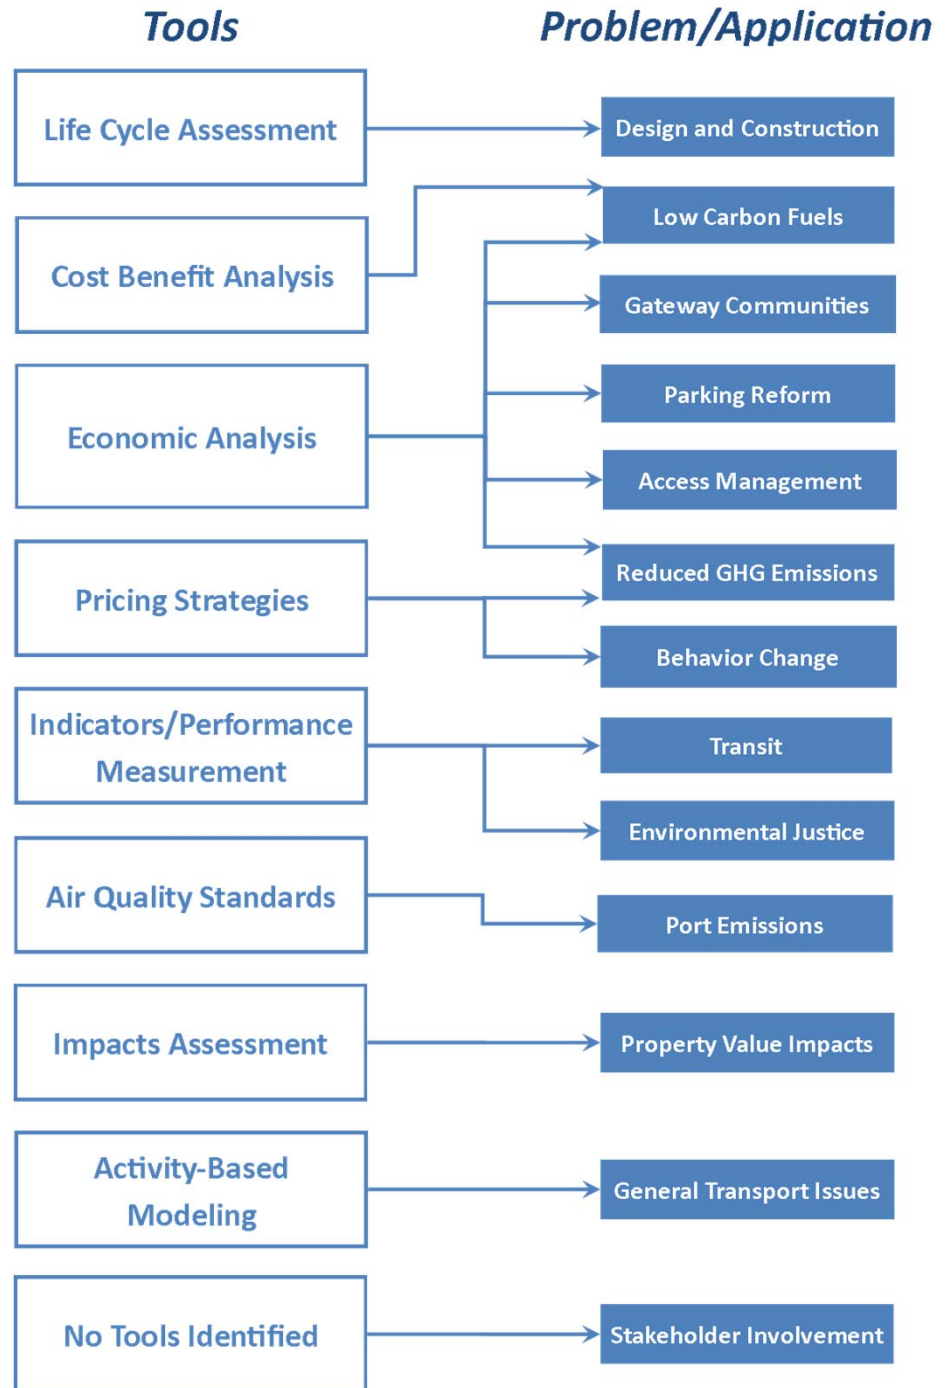 Tools
Problem/Application
Life Cycle Assessment
Design and Construction
Low Carbon Fuels
Cost Benefit Analysis
Gateway Communities
Parking Reform
Economic Analysis
Access Management
Reduced GHG Emissions
Pricing Strategies
Behavior Change
Indicators/Performance
Measurement
Transit
Environmental Justice
Air Quality Standards
Port Emissions
Impacts Assessment
Property Value Impacts
Activity-Based
Modeling
General Transport Issues
No Tools Identified
Stakeholder Involvement